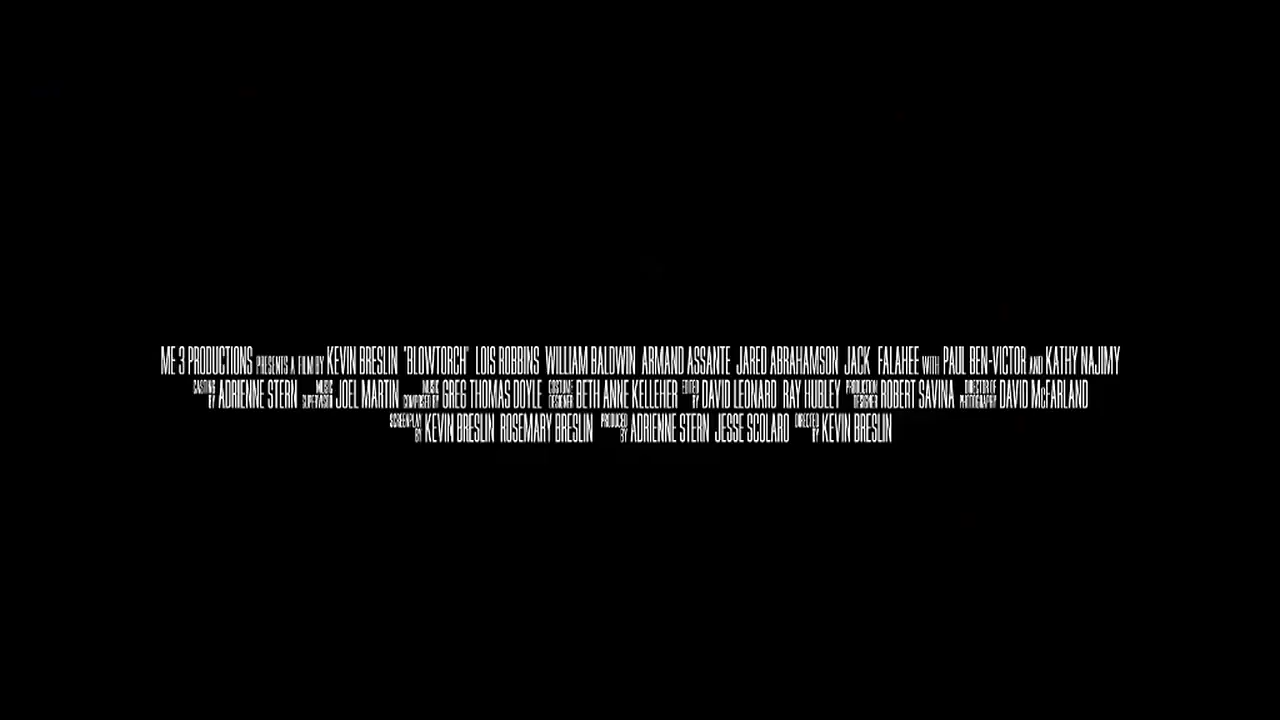 ME 3 PRODUCTIONS PRESENTS A FILM BY KEVIN BRESLIN "BLOWTORCH" LOIS ROBBINS WILLIAM BALDWIN ARMAND ASSANTE JARED ABRAHAMSON JACK FALAHEE WITH PAUL BEN-VICTOR AND KATHY NAJIMY
CASTING BY ADRIENNE STERN MUSIC SUPERVISOR JOEL MARTIN MUSIC COMPOSED BY GREG THOMAS DOYLE COSTUME DESIGNER BETH ANNE KELLEHER EDITED BY DAVID LEONARD RAY HUBLEY PRODUCTION DESIGNER ROBERT SAVINA DIRECTOR OF PHOTOGRAPHY DAVID McFARLAND
SCREENPLAY BY KEVIN BRESLIN ROSEMARY BRESLIN PRODUCED BY ADRIENNE STERN JESSE SCOLARO DIRECTED BY KEVIN BRESLIN